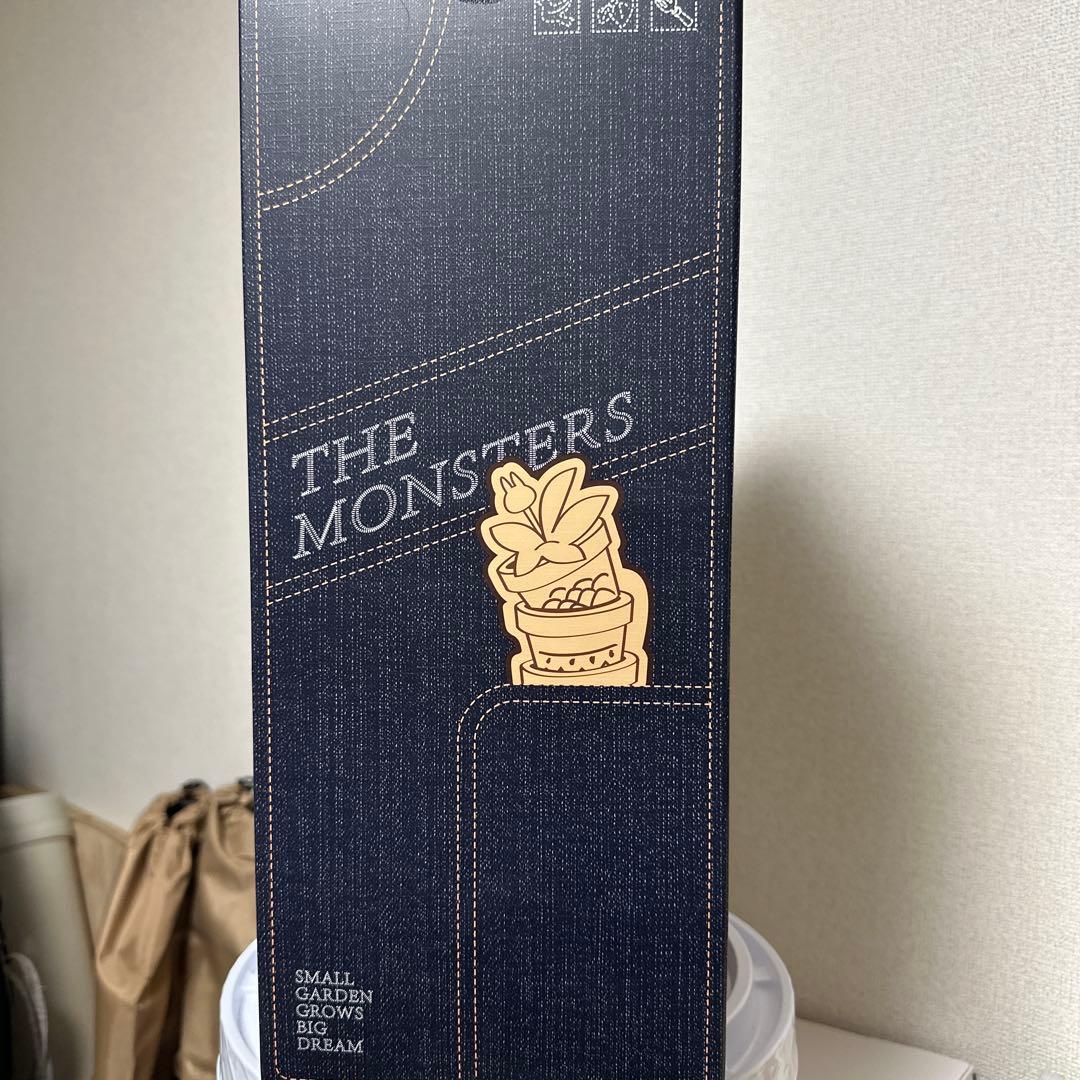 THE
MONSTERS
SMALL
GARDEN
GROWS
BIG
DREAM